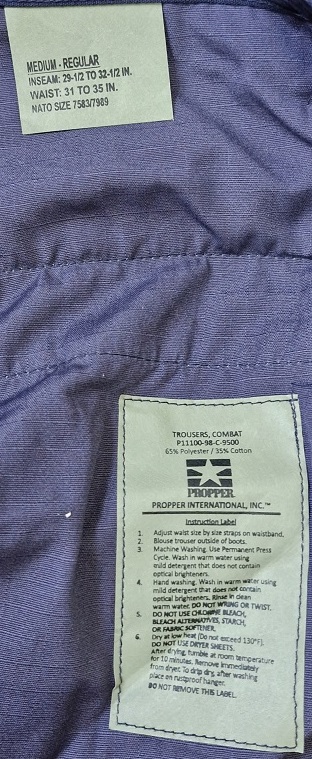 MEDIUM - REGULAR
INSEAM: 29-1/2 TO 32-1/2 IN.
WAIST: 31 TO 35 IN.
NATO SIZE 7583/7989
TROUSERS, COMBAT
P11100-98-C-9500
65% Polyester / 35% Cotton
PROPPER
PROPPER INTERNATIONAL, INC.™
Instruction Label
1. Adjust waist size by size straps on waistband.
2. Blouse trouser outside of boots.
3. Machine Washing. Use Permanent Press
Cycle. Wash in warm water using
mild detergent that does not contain
optical brighteners.
4. Hand washing. Wash in warm water using
mild detergent that does not contain
optical brighteners. Rinse in clean
warm water. DO NOT WRING OR TWIST.
5. DO NOT USE CHLORINE BLEACH,
BLEACH ALTERNATIVES, STARCH,
OR FABRIC SOFTENER.
6. Dry at low heat (Do not exceed 130°F).
DO NOT USE DRYER SHEETS.
After drying, tumble at room temperature
for 10 minutes. Remove immediately
from dryer. To drip dry, after washing
place on rustproof hanger.
DO NOT REMOVE THIS LABEL.